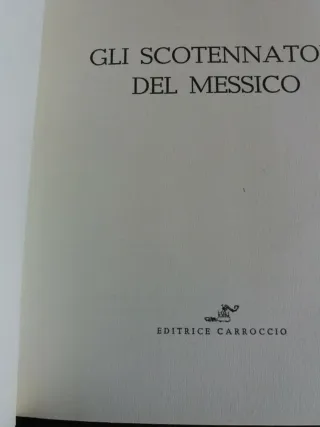 GLI SCOTENNATO
DEL MESSICO
EDITRICE CARROCCIO